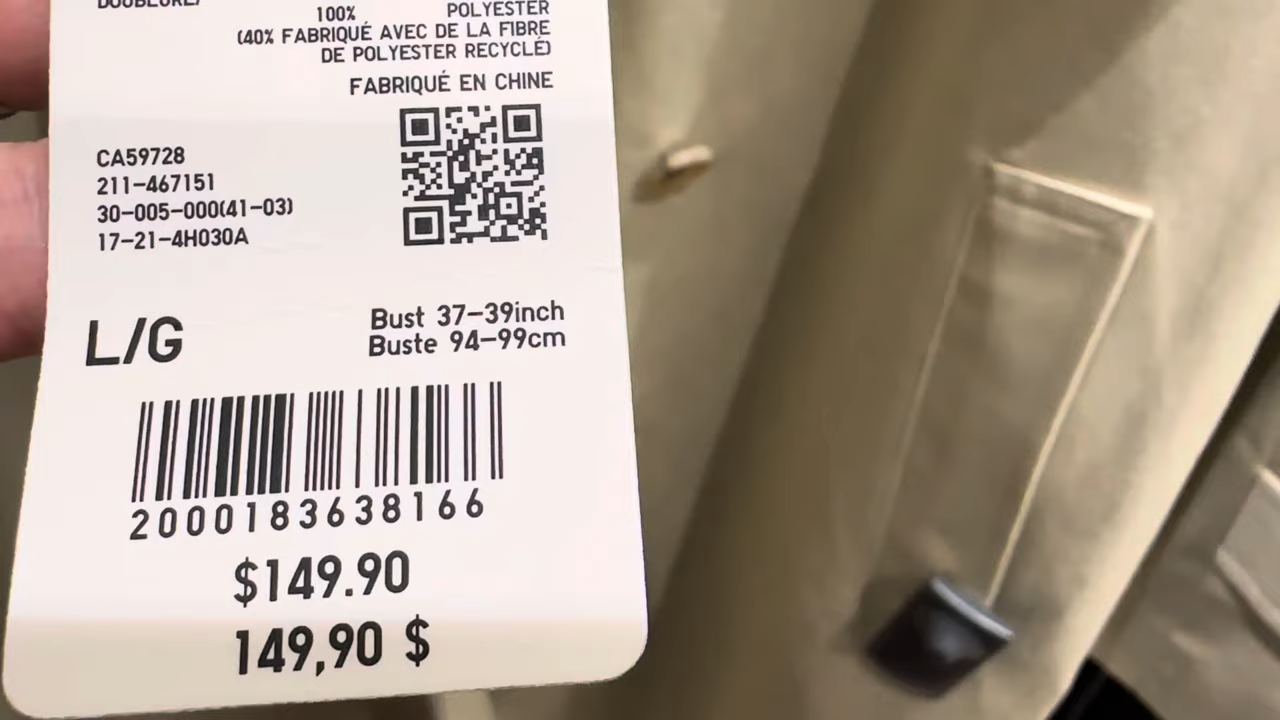 DOUBLURE/
100% POLYESTER
(40% FABRIQUÉ AVEC DE LA FIBRE
DE POLYESTER RECYCLÉ)
FABRIQUÉ EN CHINE
CA59728
211-467151
30-005-000(41-03)
17-21-4H030A
L/G
Bust 37-39inch
Buste 94-99cm
2000183638166
$149.90
149,90 $